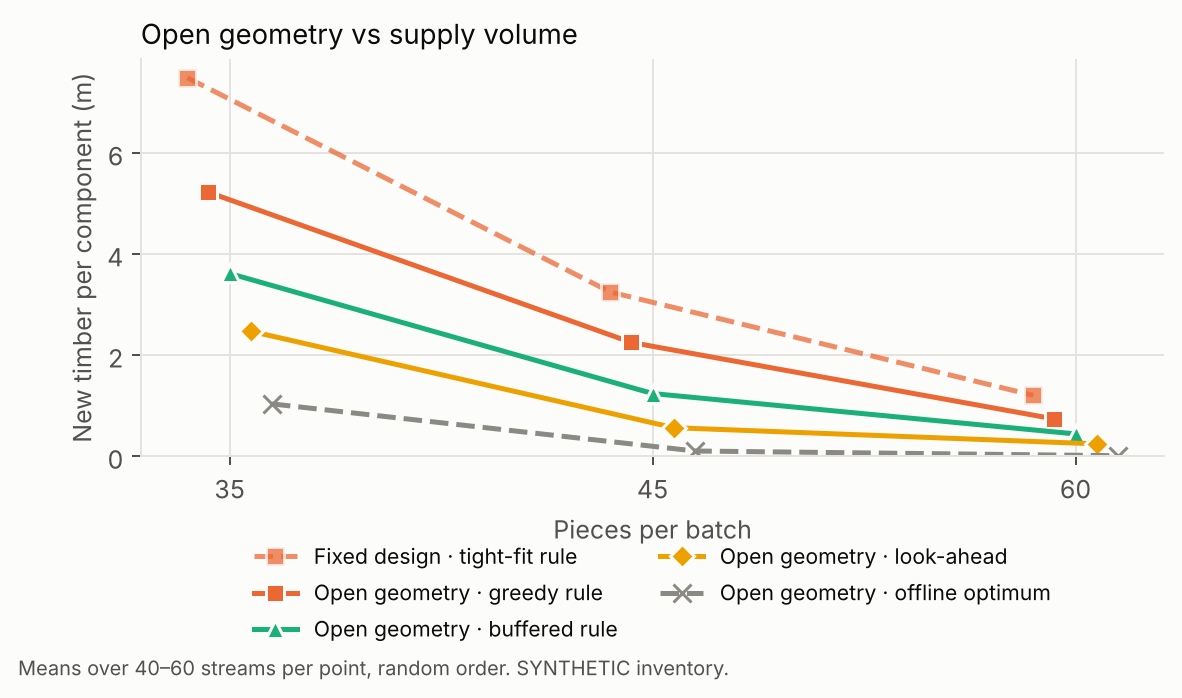 Open geometry vs supply volume
New timber per component (m)
6
4
2
0
35 45 60
Pieces per batch
Fixed design · tight-fit rule
Open geometry · greedy rule
Open geometry · buffered rule
Open geometry · look-ahead
Open geometry · offline optimum
Means over 40–60 streams per point, random order. SYNTHETIC inventory.